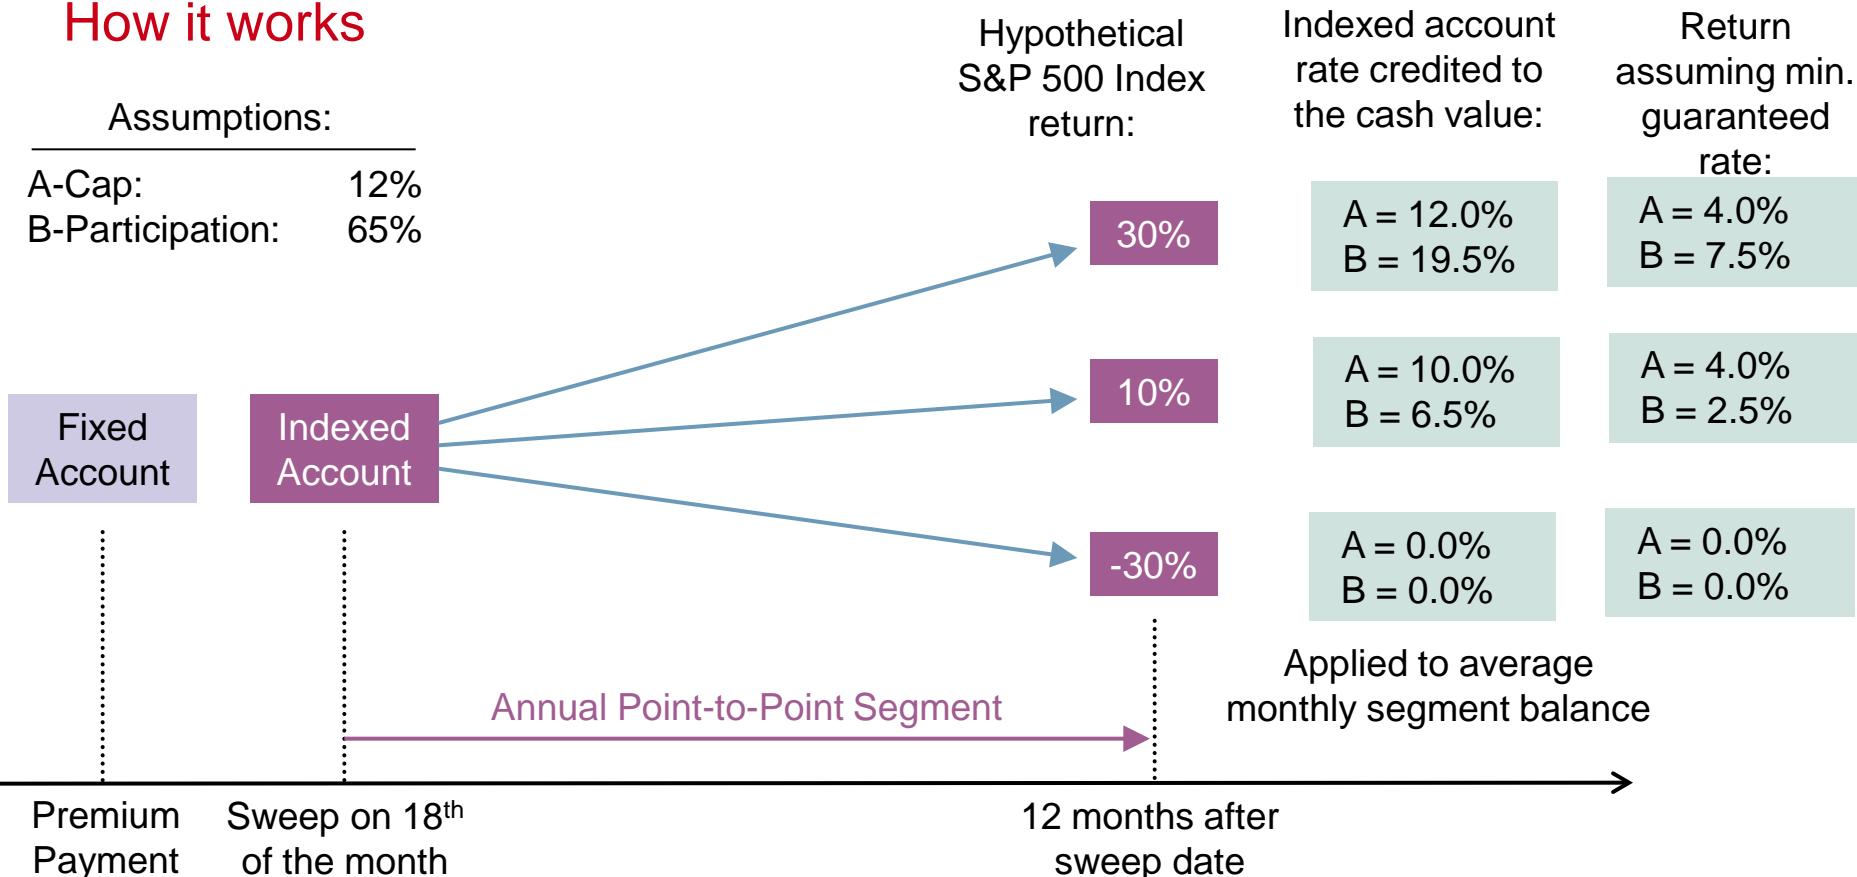 How it works
Assumptions:
A-Cap: 12%
B-Participation: 65%
Hypothetical
S&P 500 Index
return:
Indexed account
rate credited to
the cash value:
Return
assuming min.
guaranteed
rate:
30%
A = 12.0%
B = 19.5%
A = 4.0%
B = 7.5%
10%
A = 10.0%
B = 6.5%
A = 4.0%
B = 2.5%
Fixed
Account
Indexed
Account
-30%
A = 0.0%
B = 0.0%
A = 0.0%
B = 0.0%
Applied to average
monthly segment balance
Annual Point-to-Point Segment
Premium
Payment
Sweep on 18th
of the month
12 months after
sweep date